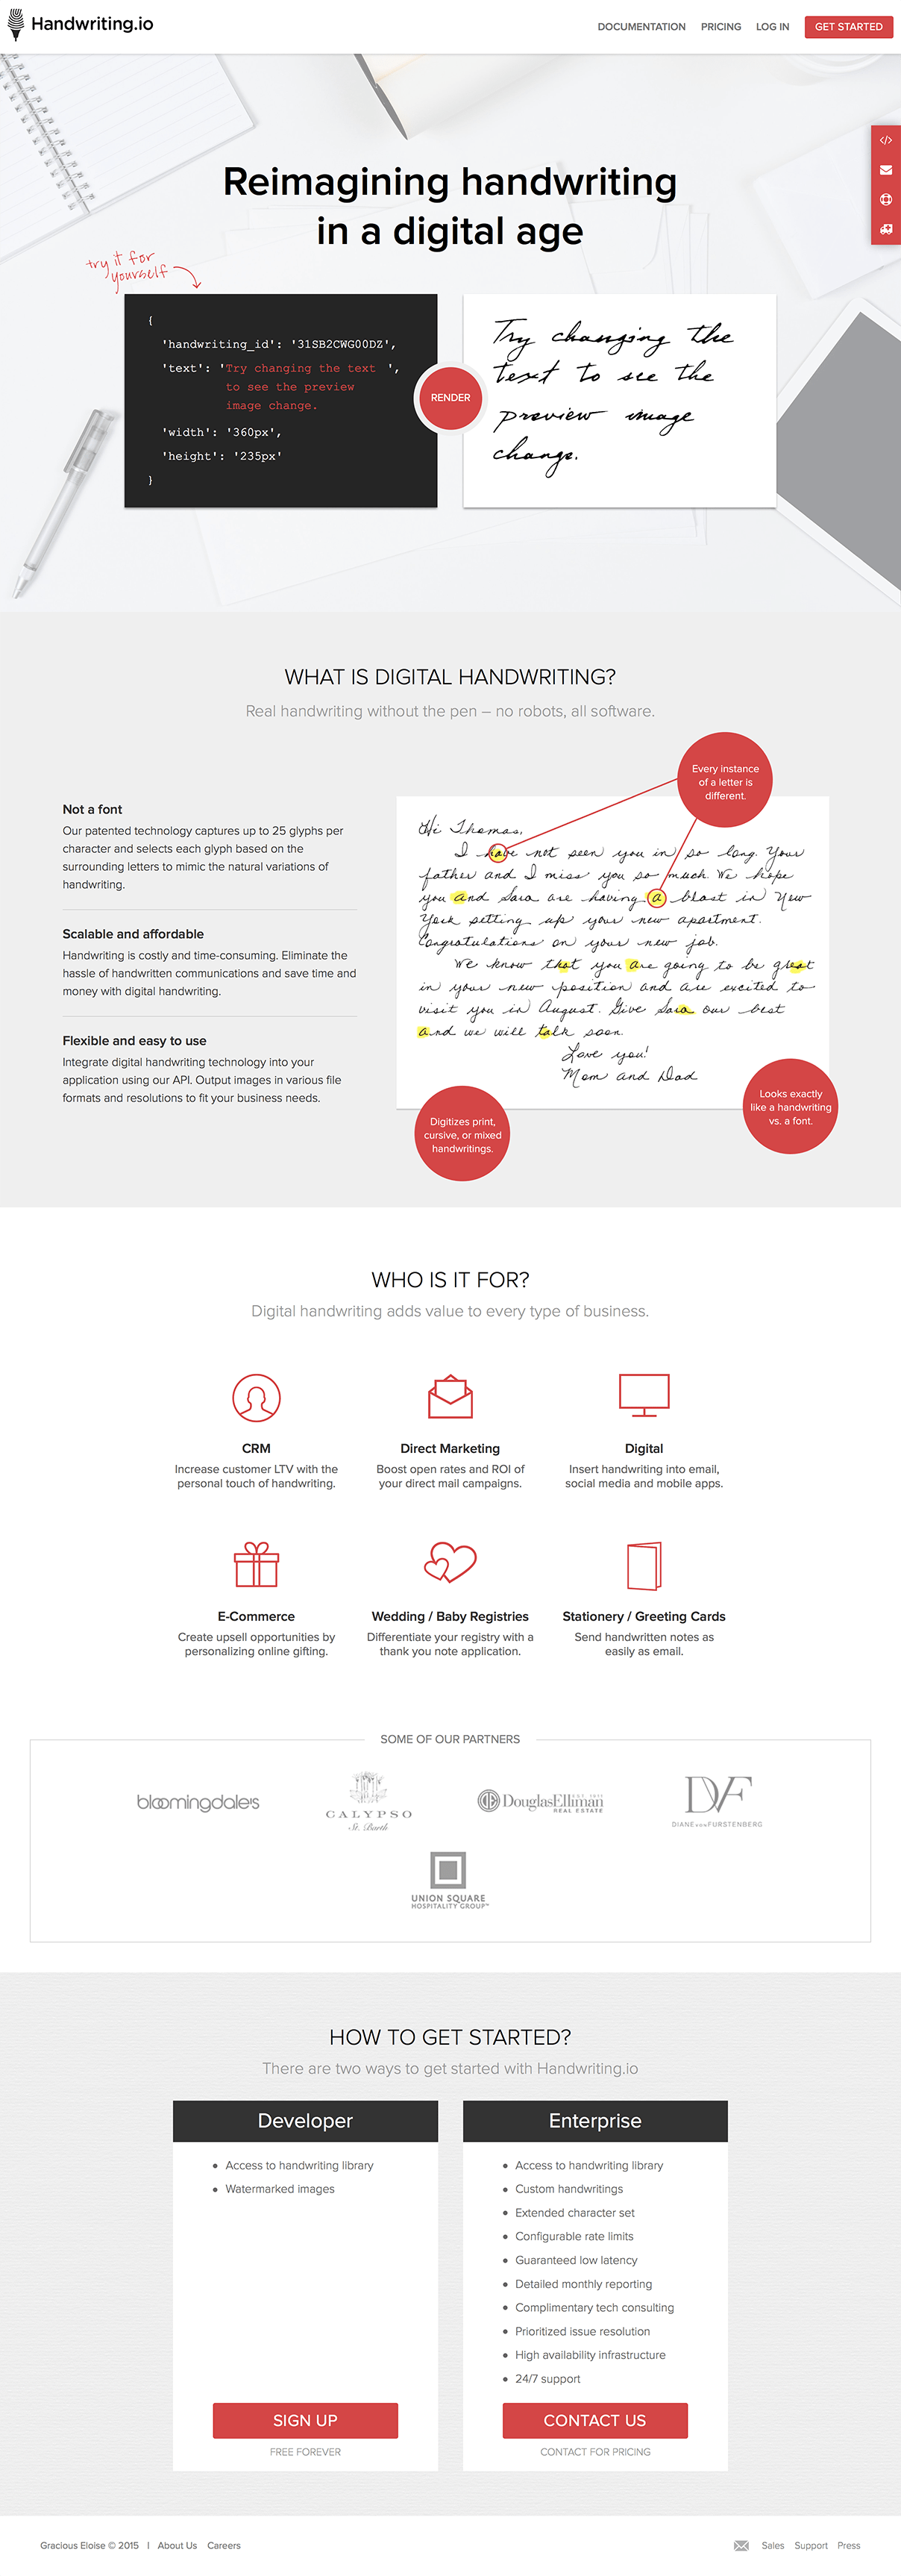 Handwriting.io
DOCUMENTATION PRICING LOG IN GET STARTED
Reimagining handwriting
in a digital age
try it for
yourself
{
'handwriting_id': '31SB2CWG00DZ',
'text': 'Try changing the text ',
to see the preview
image change.
'width': '360px',
'height': '235px'
}
RENDER
Try changing the
text to see the
preview image
change.
WHAT IS DIGITAL HANDWRITING?
Real handwriting without the pen – no robots, all software.
Not a font
Our patented technology captures up to 25 glyphs per
character and selects each glyph based on the
surrounding letters to mimic the natural variations of
handwriting.
Scalable and affordable
Handwriting is costly and time-consuming. Eliminate the
hassle of handwritten communications and save time and
money with digital handwriting.
Flexible and easy to use
Integrate digital handwriting technology into your
application using our API. Output images in various file
formats and resolutions to fit your business needs.
Every instance
of a letter is
different.
Hi Thomas,
I have not seen you in so long. Your
father and I miss you so much. We hope
you and Sara are having a blast in New
York setting up your new apartment.
Congratulations on your new job.
We know that you are going to be great
in your new position and are excited to
visit you in August. Give Sara our best
and we will talk soon.
Love you!
Mom and Dad
Digitizes print,
cursive, or mixed
handwritings.
Looks exactly
like a handwriting
vs. a font.
WHO IS IT FOR?
Digital handwriting adds value to every type of business.
CRM
Increase customer LTV with the
personal touch of handwriting.
Direct Marketing
Boost open rates and ROI of
your direct mail campaigns.
Digital
Insert handwriting into email,
social media and mobile apps.
E-Commerce
Create upsell opportunities by
personalizing online gifting.
Wedding / Baby Registries
Differentiate your registry with a
thank you note application.
Stationery / Greeting Cards
Send handwritten notes as
easily as email.
SOME OF OUR PARTNERS
bloomingdale's
CALYPSO
St. Barth
DE EST. 1911
DouglasElliman
REAL ESTATE
DVF
DIANE von FURSTENBERG
UNION SQUARE
HOSPITALITY GROUP™
HOW TO GET STARTED?
There are two ways to get started with Handwriting.io
Developer
• Access to handwriting library
• Watermarked images
SIGN UP
FREE FOREVER
Enterprise
• Access to handwriting library
• Custom handwritings
• Extended character set
• Configurable rate limits
• Guaranteed low latency
• Detailed monthly reporting
• Complimentary tech consulting
• Prioritized issue resolution
• High availability infrastructure
• 24/7 support
CONTACT US
CONTACT FOR PRICING
Gracious Eloise © 2015 | About Us Careers
Sales Support Press